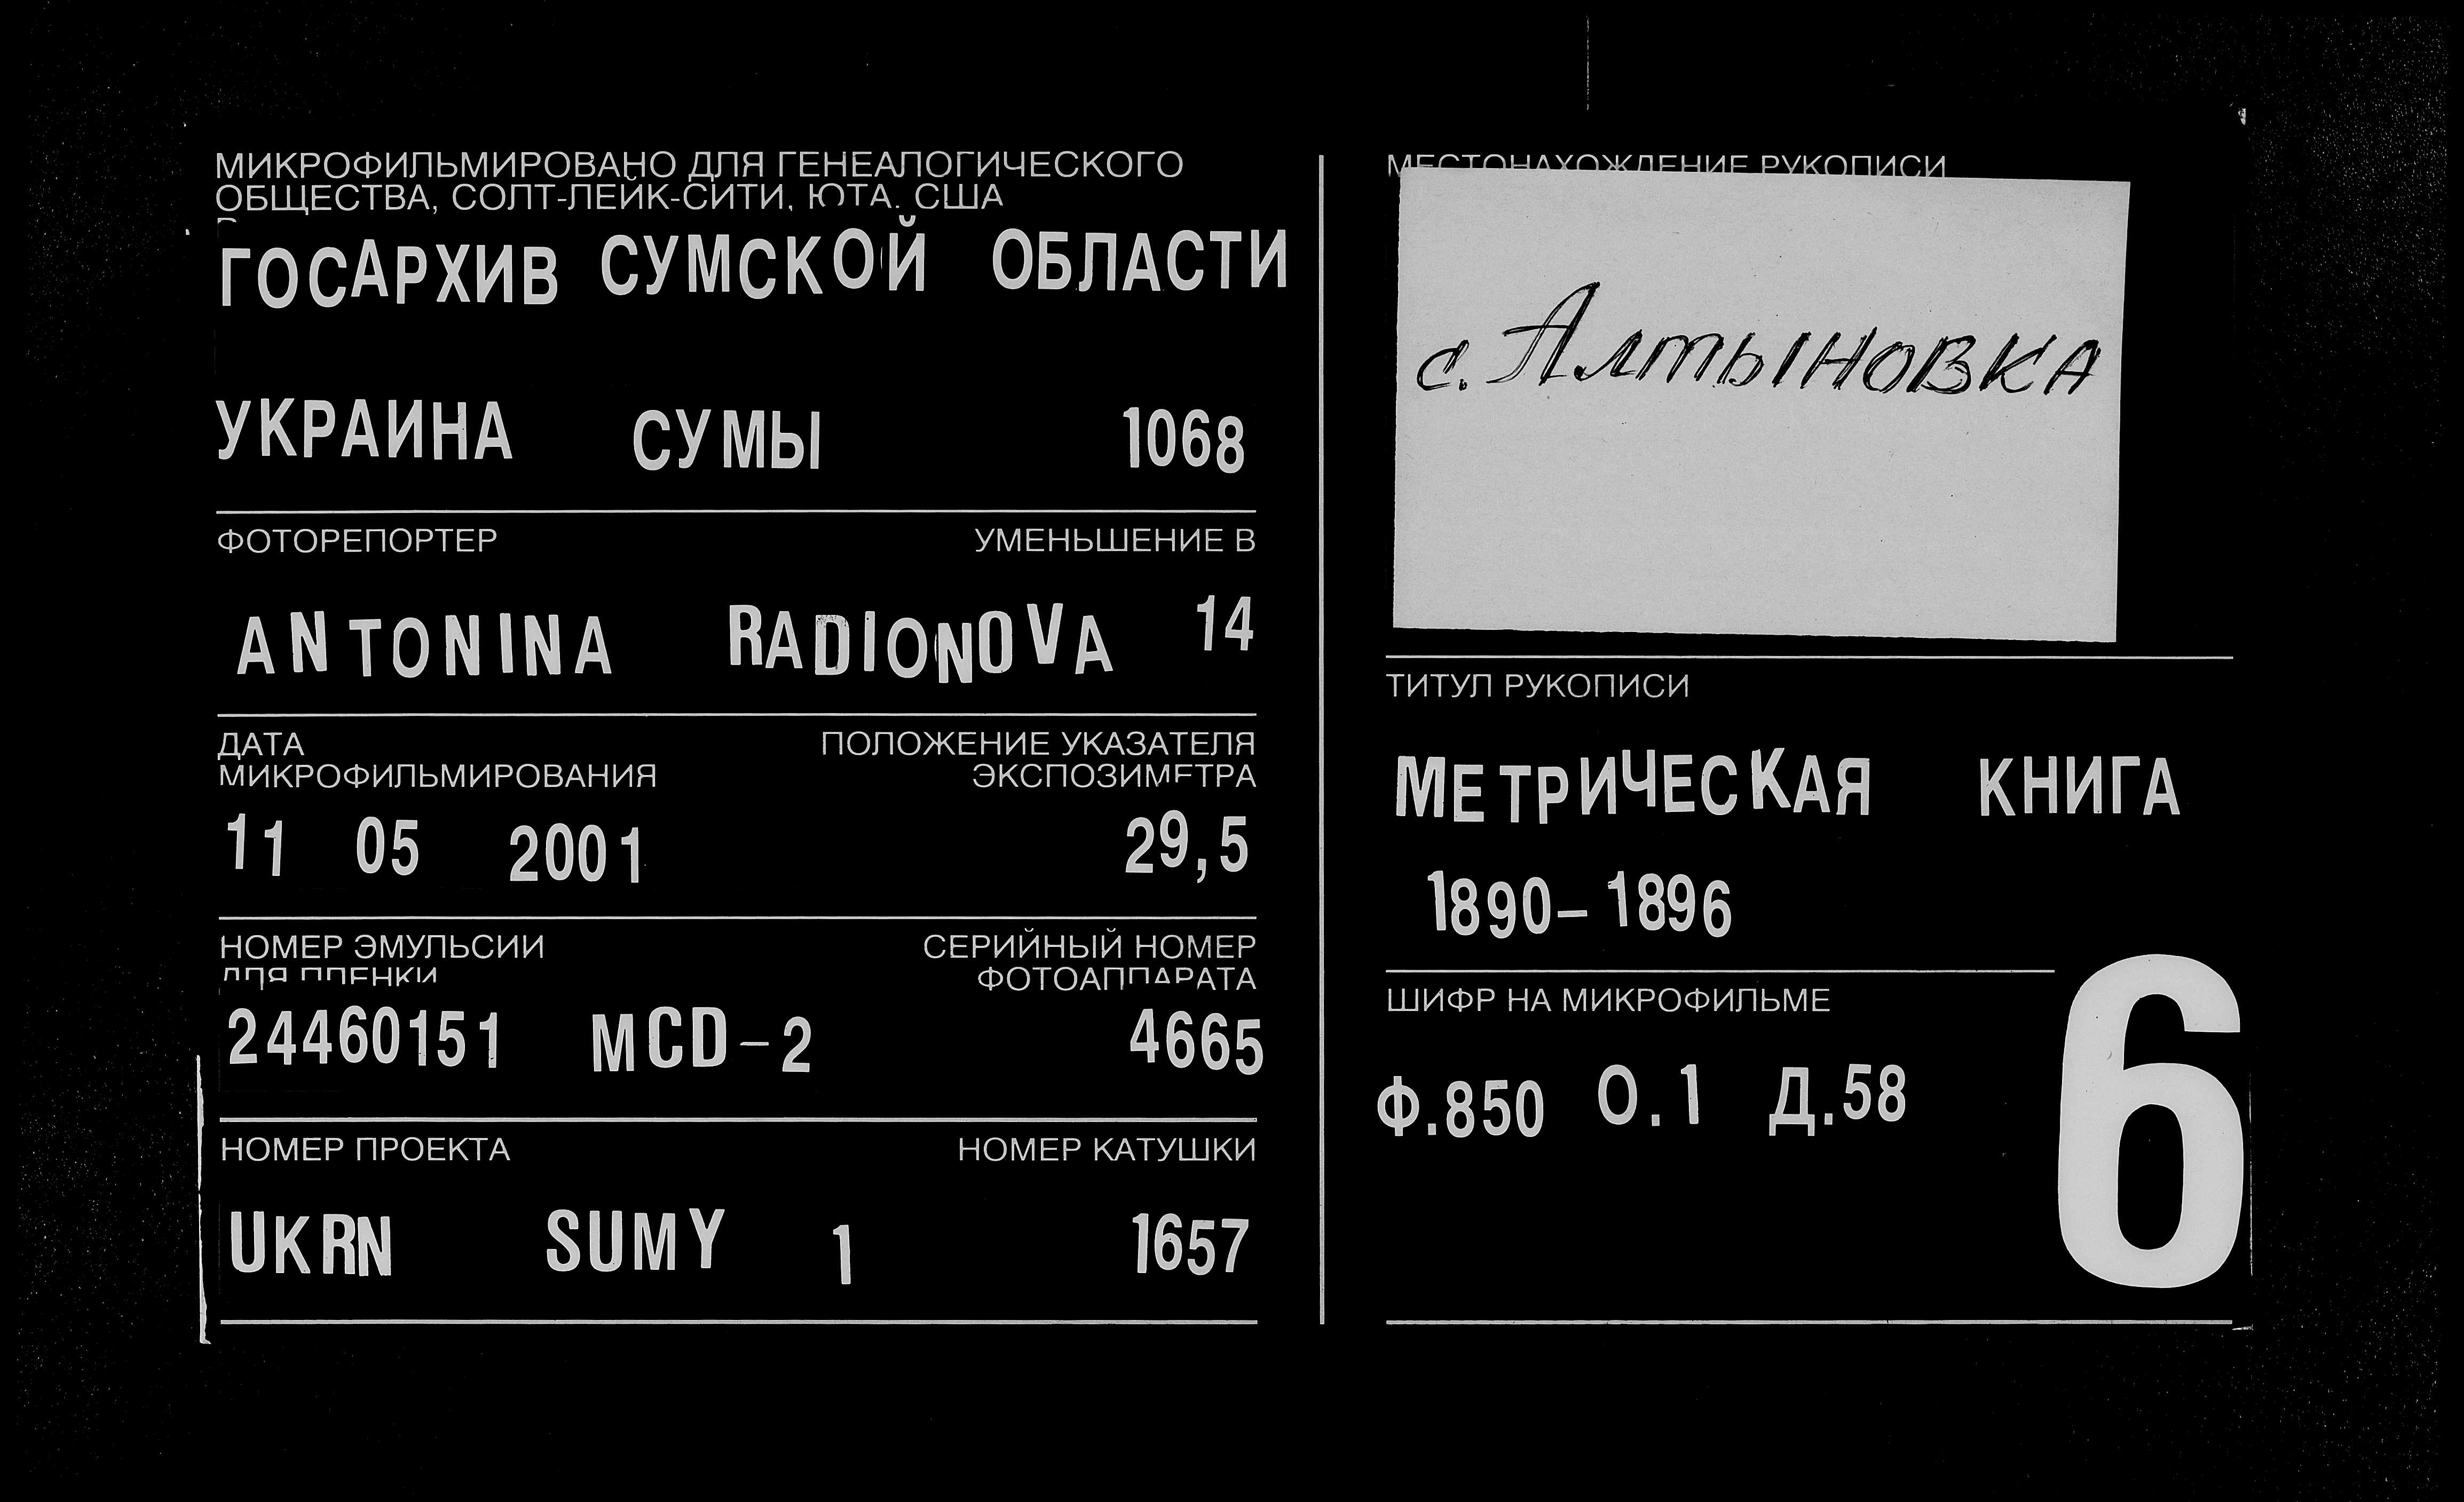 МИКРОФИЛЬМИРОВАНО ДЛЯ ГЕНЕАЛОГИЧЕСКОГО
ОБЩЕСТВА, СОЛТ-ЛЕЙК-СИТИ, ЮТА, США
ГОСАРХИВ СУМСКОЙ ОБЛАСТИ
УКРАИНА СУМЫ 1068
ФОТОРЕПОРТЕР УМЕНЬШЕНИЕ В
ANTONINA RADIONOVA 14
ДАТА ПОЛОЖЕНИЕ УКАЗАТЕЛЯ
МИКРОФИЛЬМИРОВАНИЯ ЭКСПОЗИМЕТРА
11 05 2001 29,5
НОМЕР ЭМУЛЬСИИ СЕРИЙНЫЙ НОМЕР
ДЛЯ ПЛЕНКИ ФОТОАППАРАТА
24460151 MCD-2 4665
НОМЕР ПРОЕКТА НОМЕР КАТУШКИ
UKRN SUMY 1 1657
МЕСТОНАХОЖДЕНИЕ РУКОПИСИ
с. Алтыновка
ТИТУЛ РУКОПИСИ
МЕТРИЧЕСКАЯ КНИГА
1890-1896
ШИФР НА МИКРОФИЛЬМЕ
Ф.850 О.1 Д.58
6